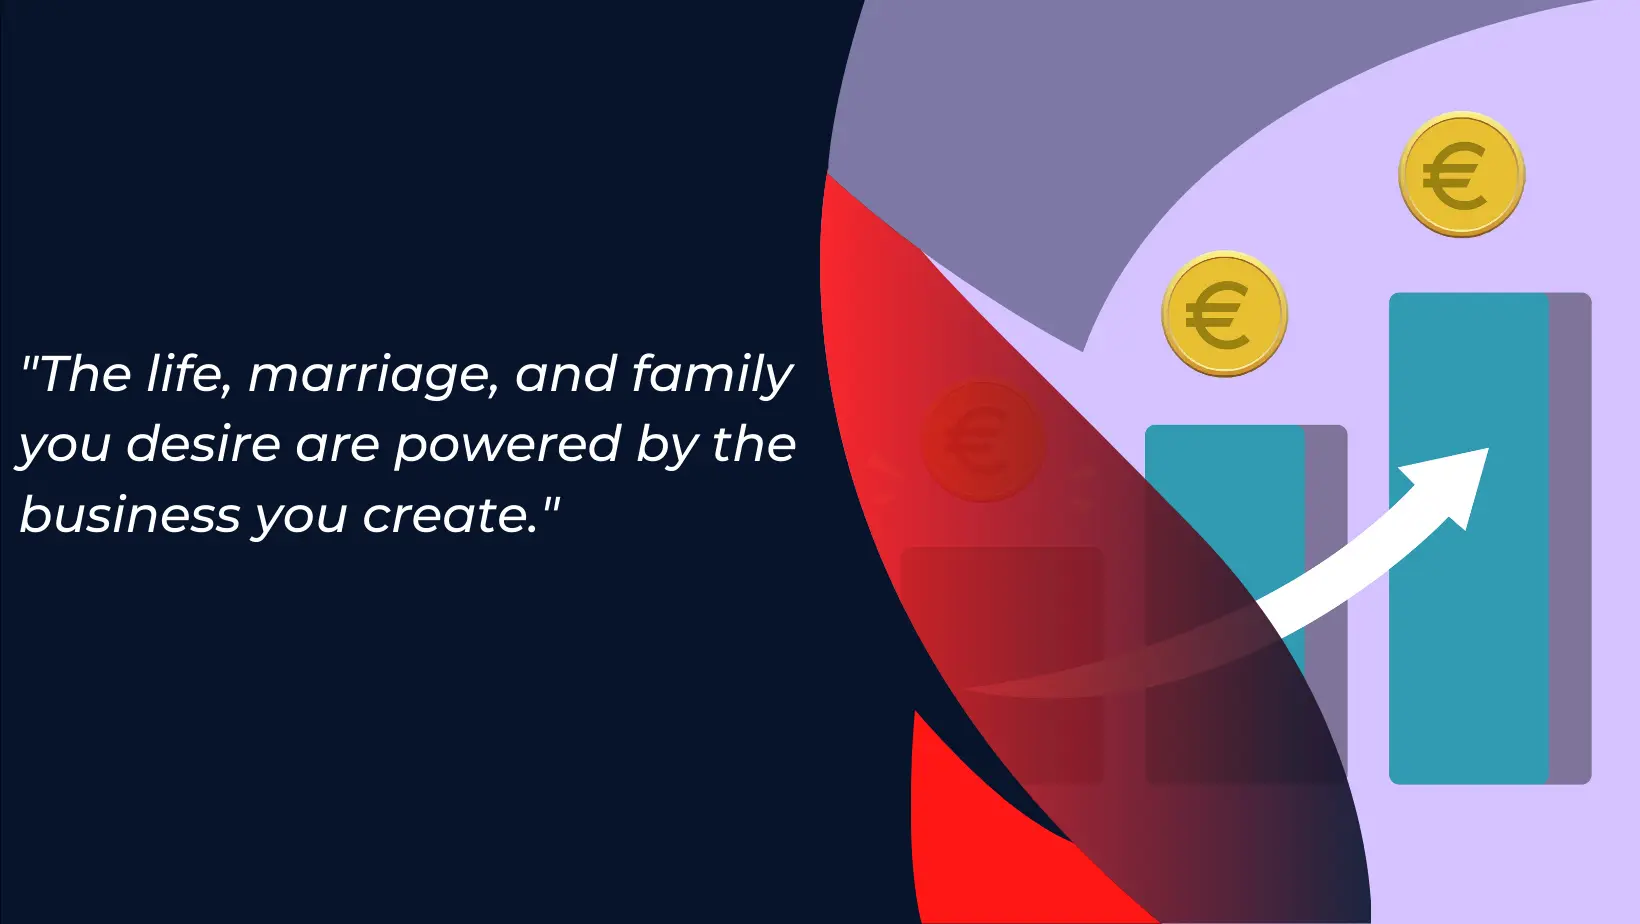 "The life, marriage, and family
you desire are powered by the
business you create."
€
€
€